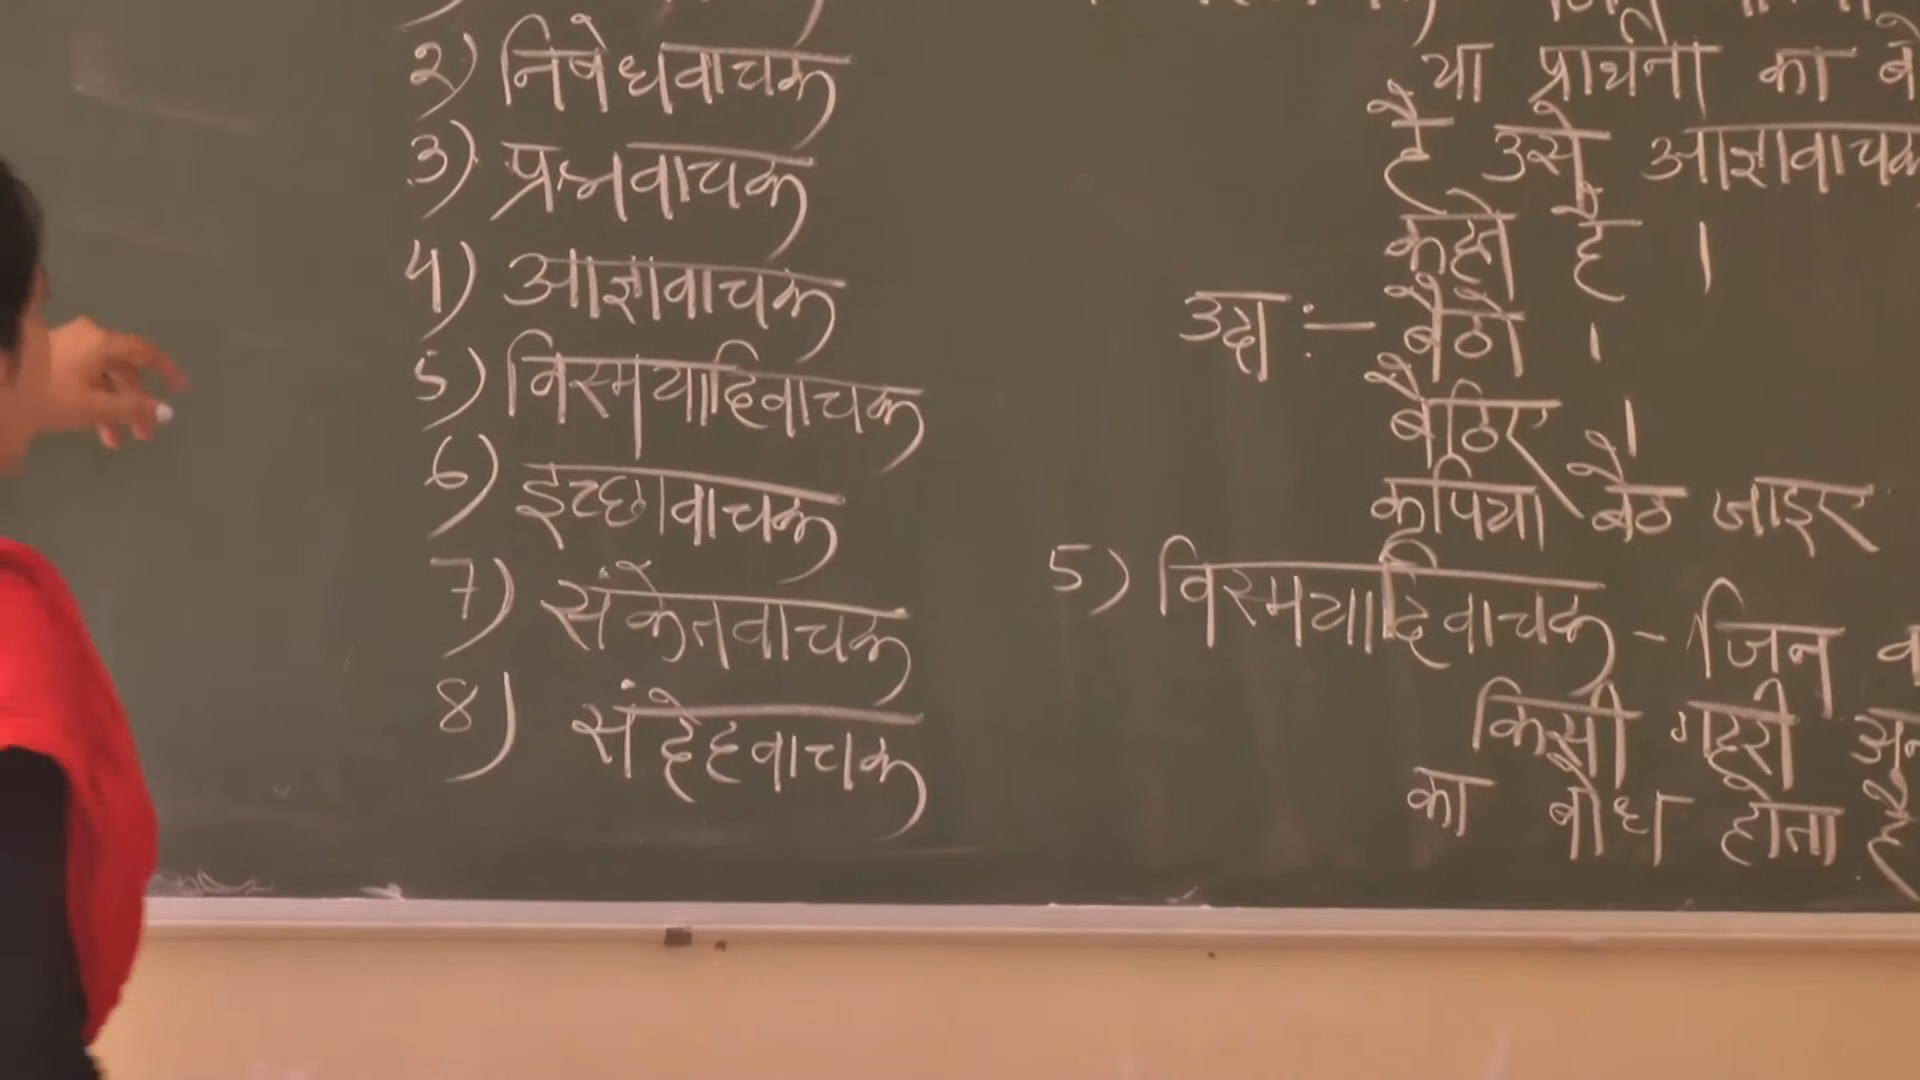 2) निषेधवाचक
3) प्रश्नवाचक
4) आज्ञावाचक
5) विस्मयादिवाचक
6) इच्छावाचक
7) संकेतवाचक
8) संदेहवाचक
या प्रार्थना का
है उसे आज्ञावाचक
कहते है ।
उदा :- बैठो ।
बैठिए ।
कृपिया बैठ जाइए
5) विस्मयादिवाचक - जिन
किसी गहरी
का बोध होता है